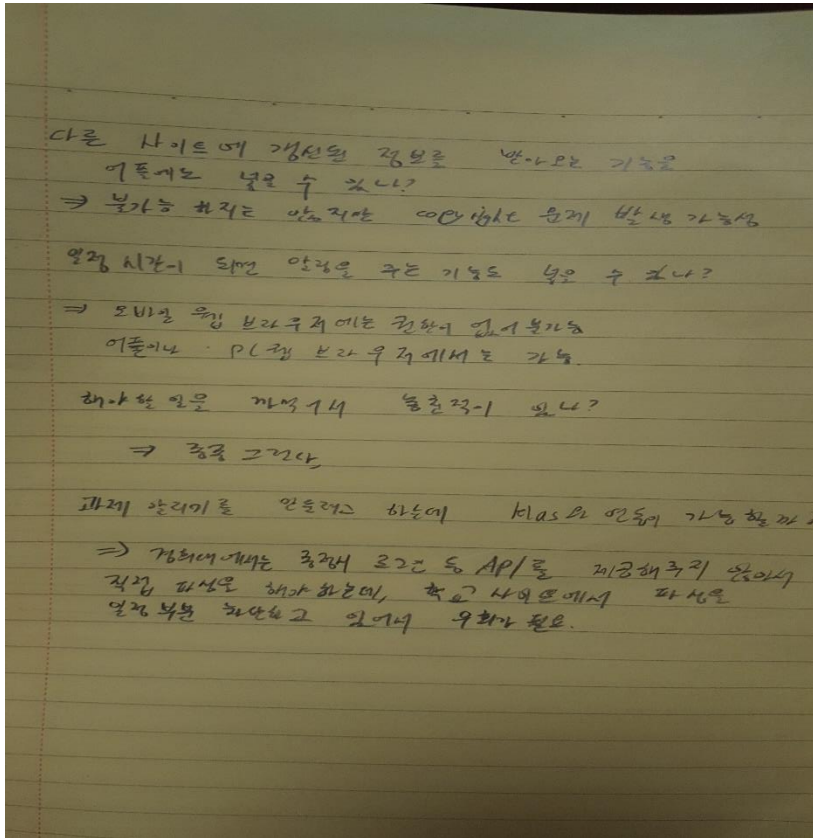 다른 사이트에 갱신된 정보를 받아오는 기능을
어플에도 넣을 수 있나?
⇒ 불가능 하지는 않지만 copyright 문제 발생 가능성
일정 시간이 되면 알림을 주는 기능도 넣을 수 있나?
⇒ 모바일 웹 브라우저에는 권한이 없어 불가능
어플이나 PC웹 브라우저에서는 가능.
해야할 일을 까먹어서 놓친적이 있나?
⇒ 종종 그런다,
과제 알리미를 만들려고 하는데 klas와 연동이 가능할까
⇒ 경희대에서는 종정시 로그인 등 API를 제공해주지 않아서
직접 파싱을 해야하는데, 학교 사이트에서 파싱을
일정 부분 차단하고 있어서 우회가 필요.